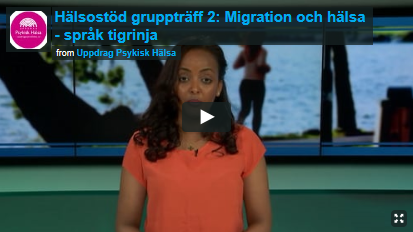 Psykisk Hälsa
Hälsostöd gruppträff 2: Migration och hälsa
- språk tigrinja
from Uppdrag Psykisk Hälsa